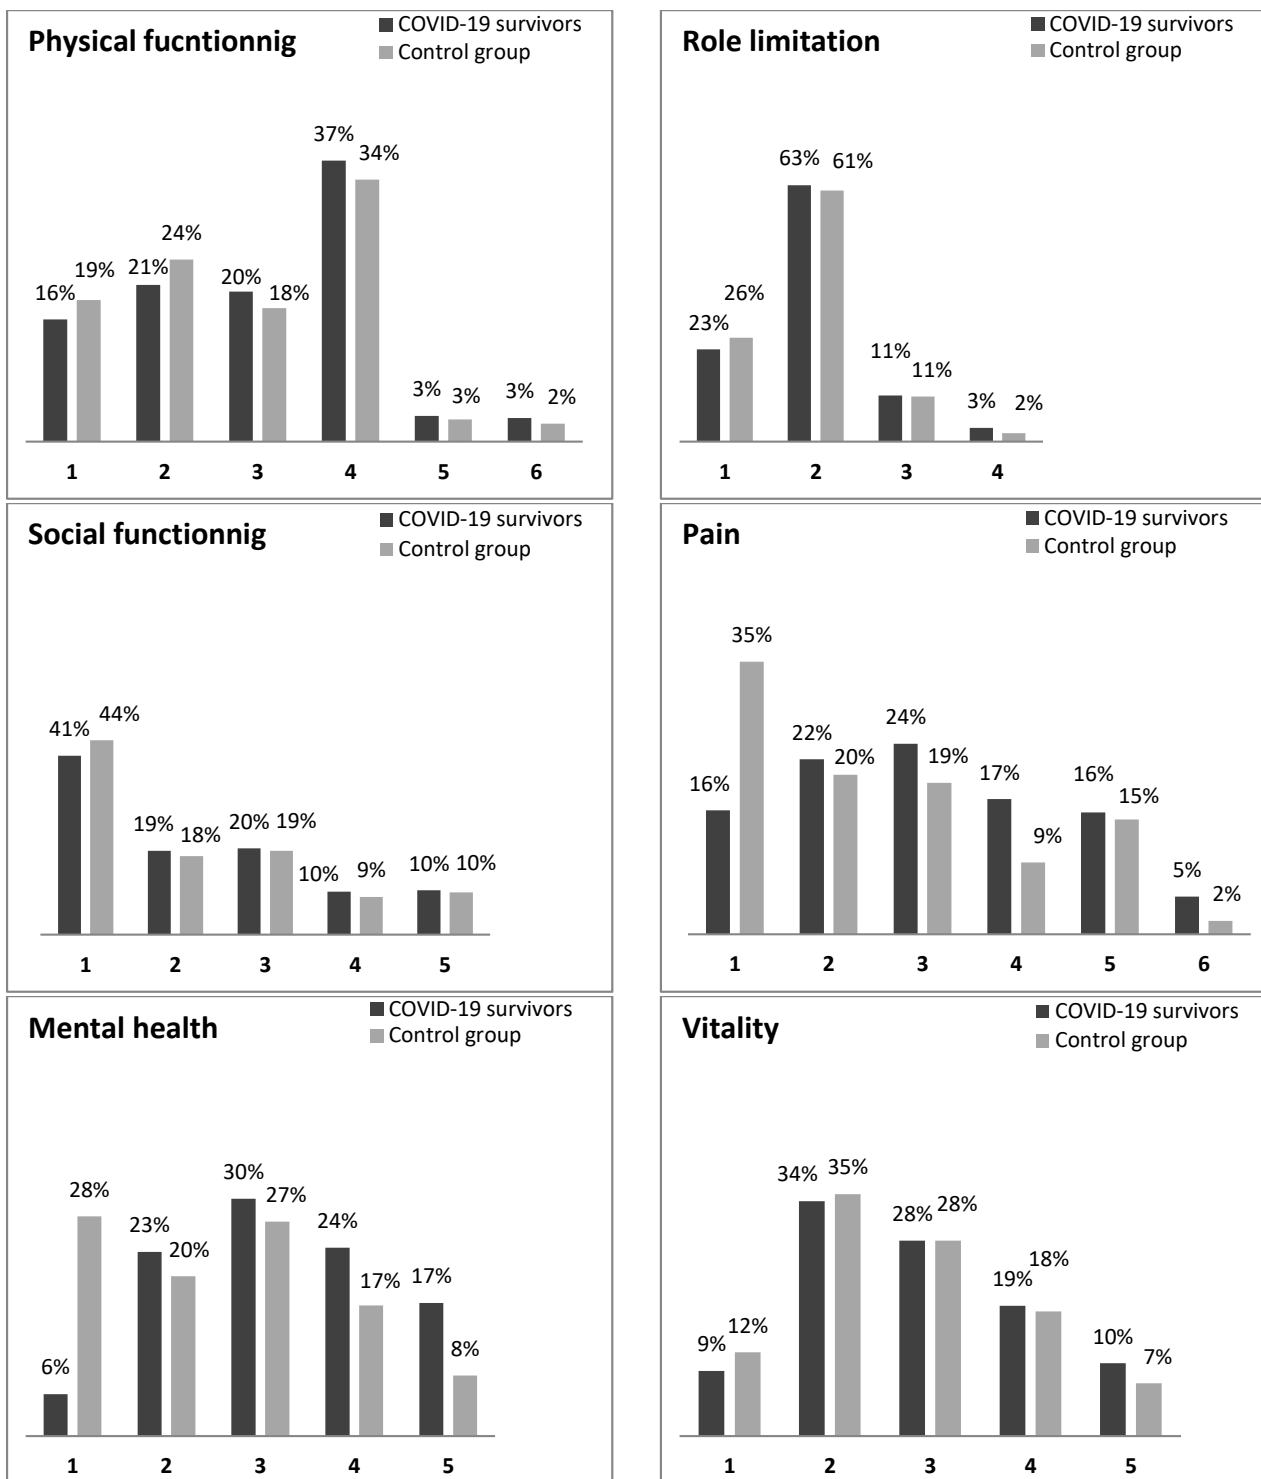 Physical fucntionnig
COVID-19 survivors
Control group
37%
34%
24%
21%
20%
19%
18%
16%
3%
3%
3%
2%
1 2 3 4 5 6
Role limitation
COVID-19 survivors
Control group
63%
61%
26%
23%
11%
11%
3%
2%
1 2 3 4
Social functionnig
COVID-19 survivors
Control group
41%
44%
19%
18%
20%
19%
10%
9%
10%
10%
1 2 3 4 5
Pain
COVID-19 survivors
Control group
35%
16%
22%
20%
24%
19%
17%
9%
16%
15%
5%
2%
1 2 3 4 5 6
Mental health
COVID-19 survivors
Control group
6%
28%
23%
20%
30%
27%
24%
17%
17%
8%
1 2 3 4 5
Vitality
COVID-19 survivors
Control group
9%
12%
34%
35%
28%
28%
19%
18%
10%
7%
1 2 3 4 5